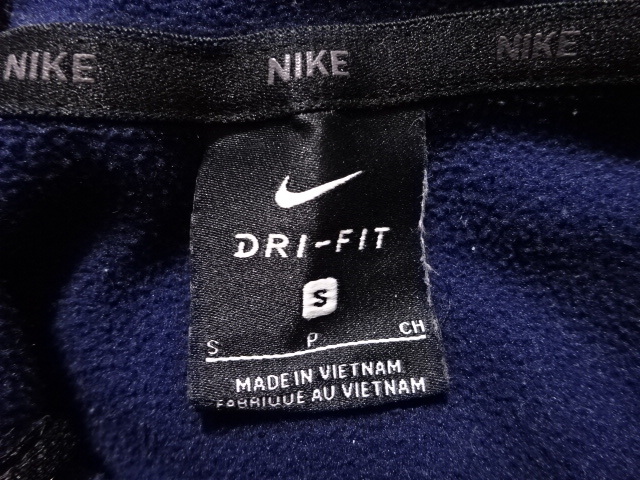 NIKE NIKE NIKE
DRI-FIT
S
S P CH
MADE IN VIETNAM
FABRIQUE AU VIETNAM